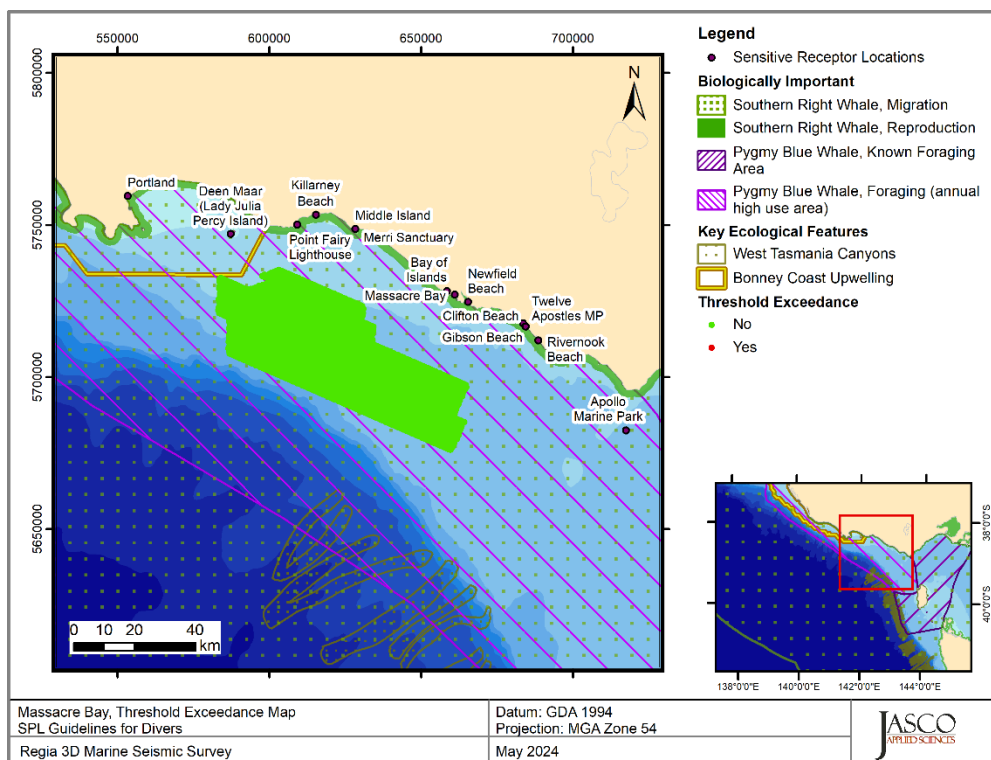 550000
600000
650000
700000
5800000
5750000
5700000
5650000
N
Portland
Deen Maar
(Lady Julia
Percy Island)
Killarney
Beach
Point Fairy
Lighthouse
Middle Island
Merri Sanctuary
Bay of
Islands
Massacre Bay
Newfield
Beach
Clifton Beach
Twelve
Apostles MP
Gibson Beach
Rivernook
Beach
Apollo
Marine Park
0 10 20 40
km
Legend
Sensitive Receptor Locations
Biologically Important
Southern Right Whale, Migration
Southern Right Whale, Reproduction
Pygmy Blue Whale, Known Foraging
Area
Pygmy Blue Whale, Foraging (annual
high use area)
Key Ecological Features
West Tasmania Canyons
Bonney Coast Upwelling
Threshold Exceedance
No
Yes
38°0'0"S
40°0'0"S
138°0'0"E
140°0'0"E
142°0'0"E
144°0'0"E
Massacre Bay, Threshold Exceedance Map
SPL Guidelines for Divers
Datum: GDA 1994
Projection: MGA Zone 54
Regia 3D Marine Seismic Survey
May 2024
JASCO
APPLIED SCIENCES